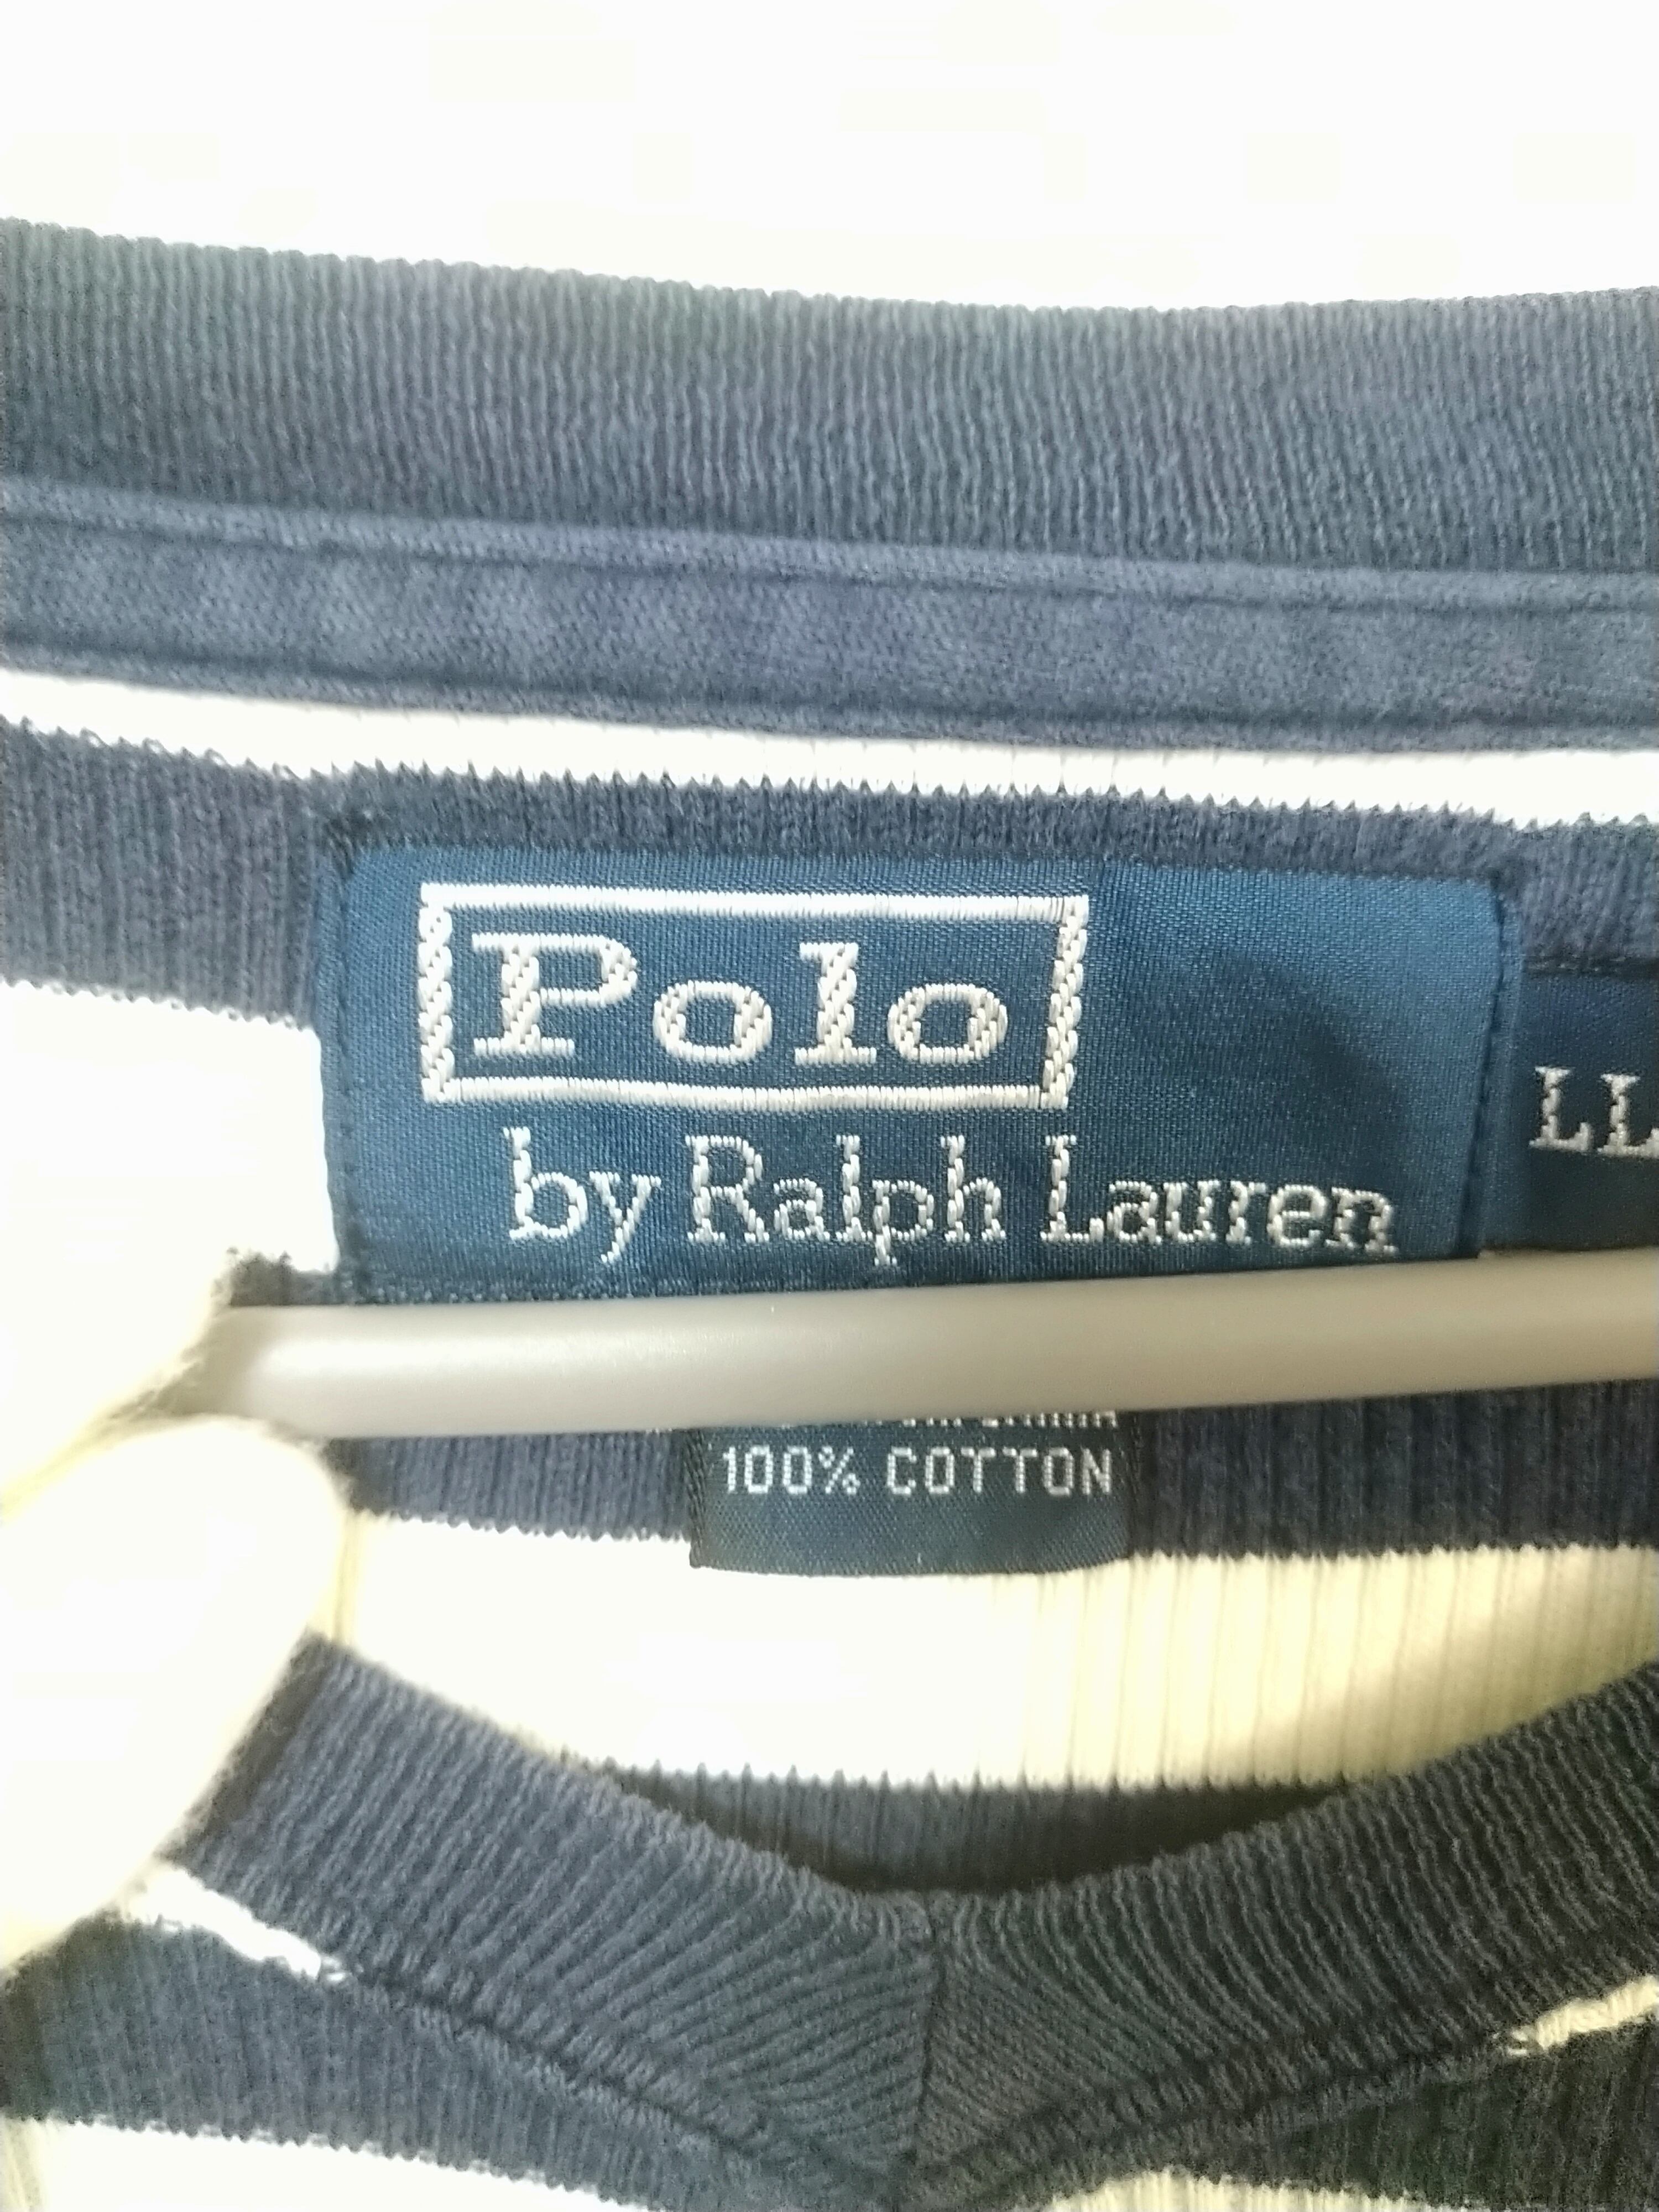 Polo
by Ralph Lauren
LL
100% COTTON